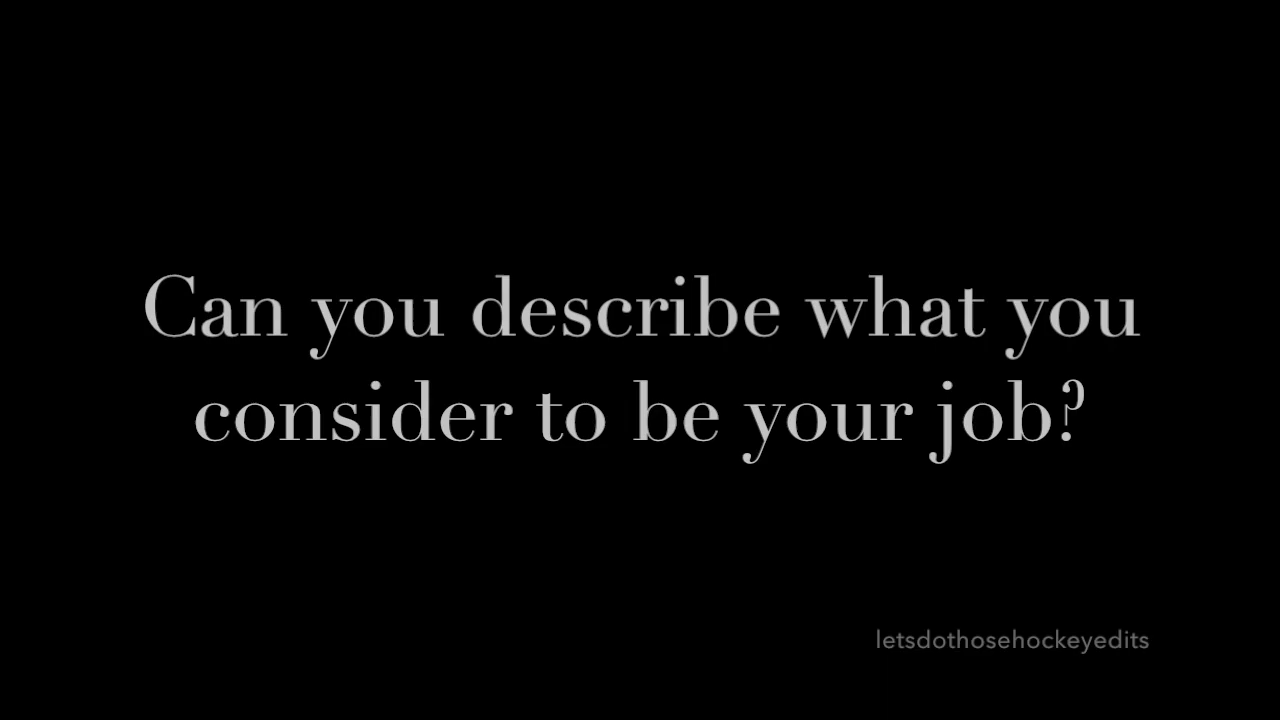 Can you describe what you
consider to be your job?
letsdothosehockeyedits